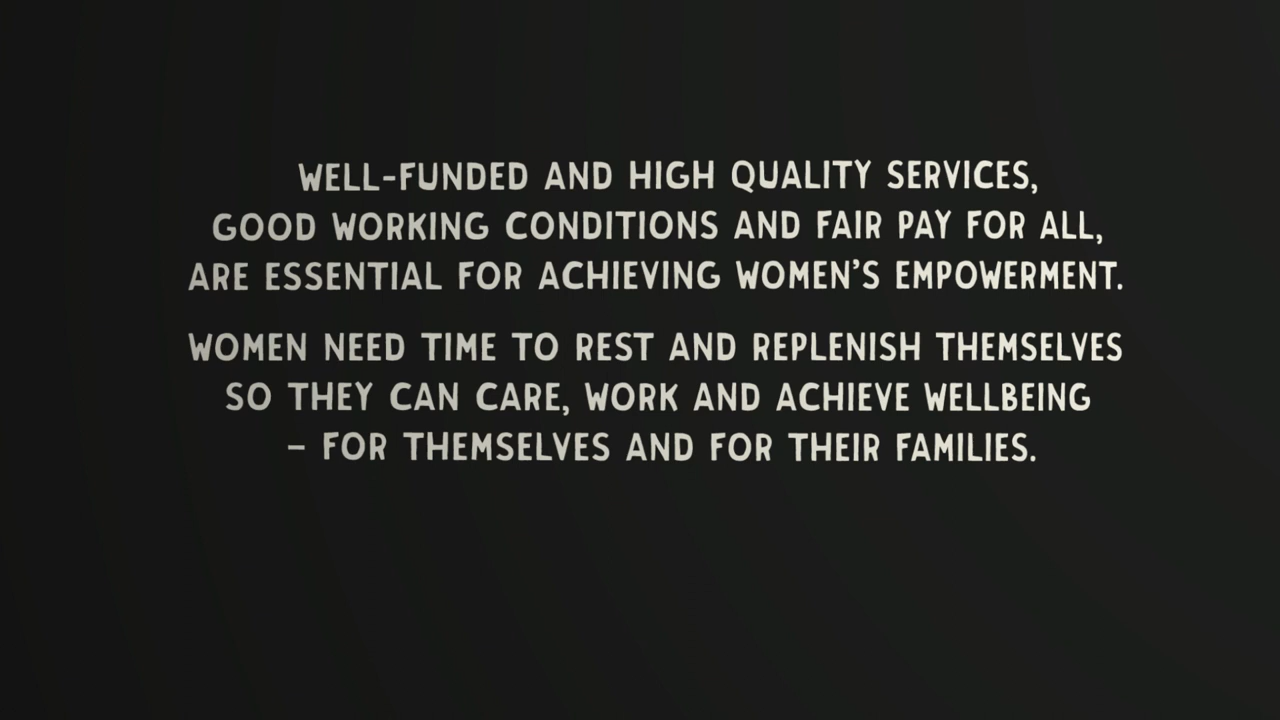 WELL-FUNDED AND HIGH QUALITY SERVICES,
GOOD WORKING CONDITIONS AND FAIR PAY FOR ALL,
ARE ESSENTIAL FOR ACHIEVING WOMEN'S EMPOWERMENT.
WOMEN NEED TIME TO REST AND REPLENISH THEMSELVES
SO THEY CAN CARE, WORK AND ACHIEVE WELLBEING
– FOR THEMSELVES AND FOR THEIR FAMILIES.